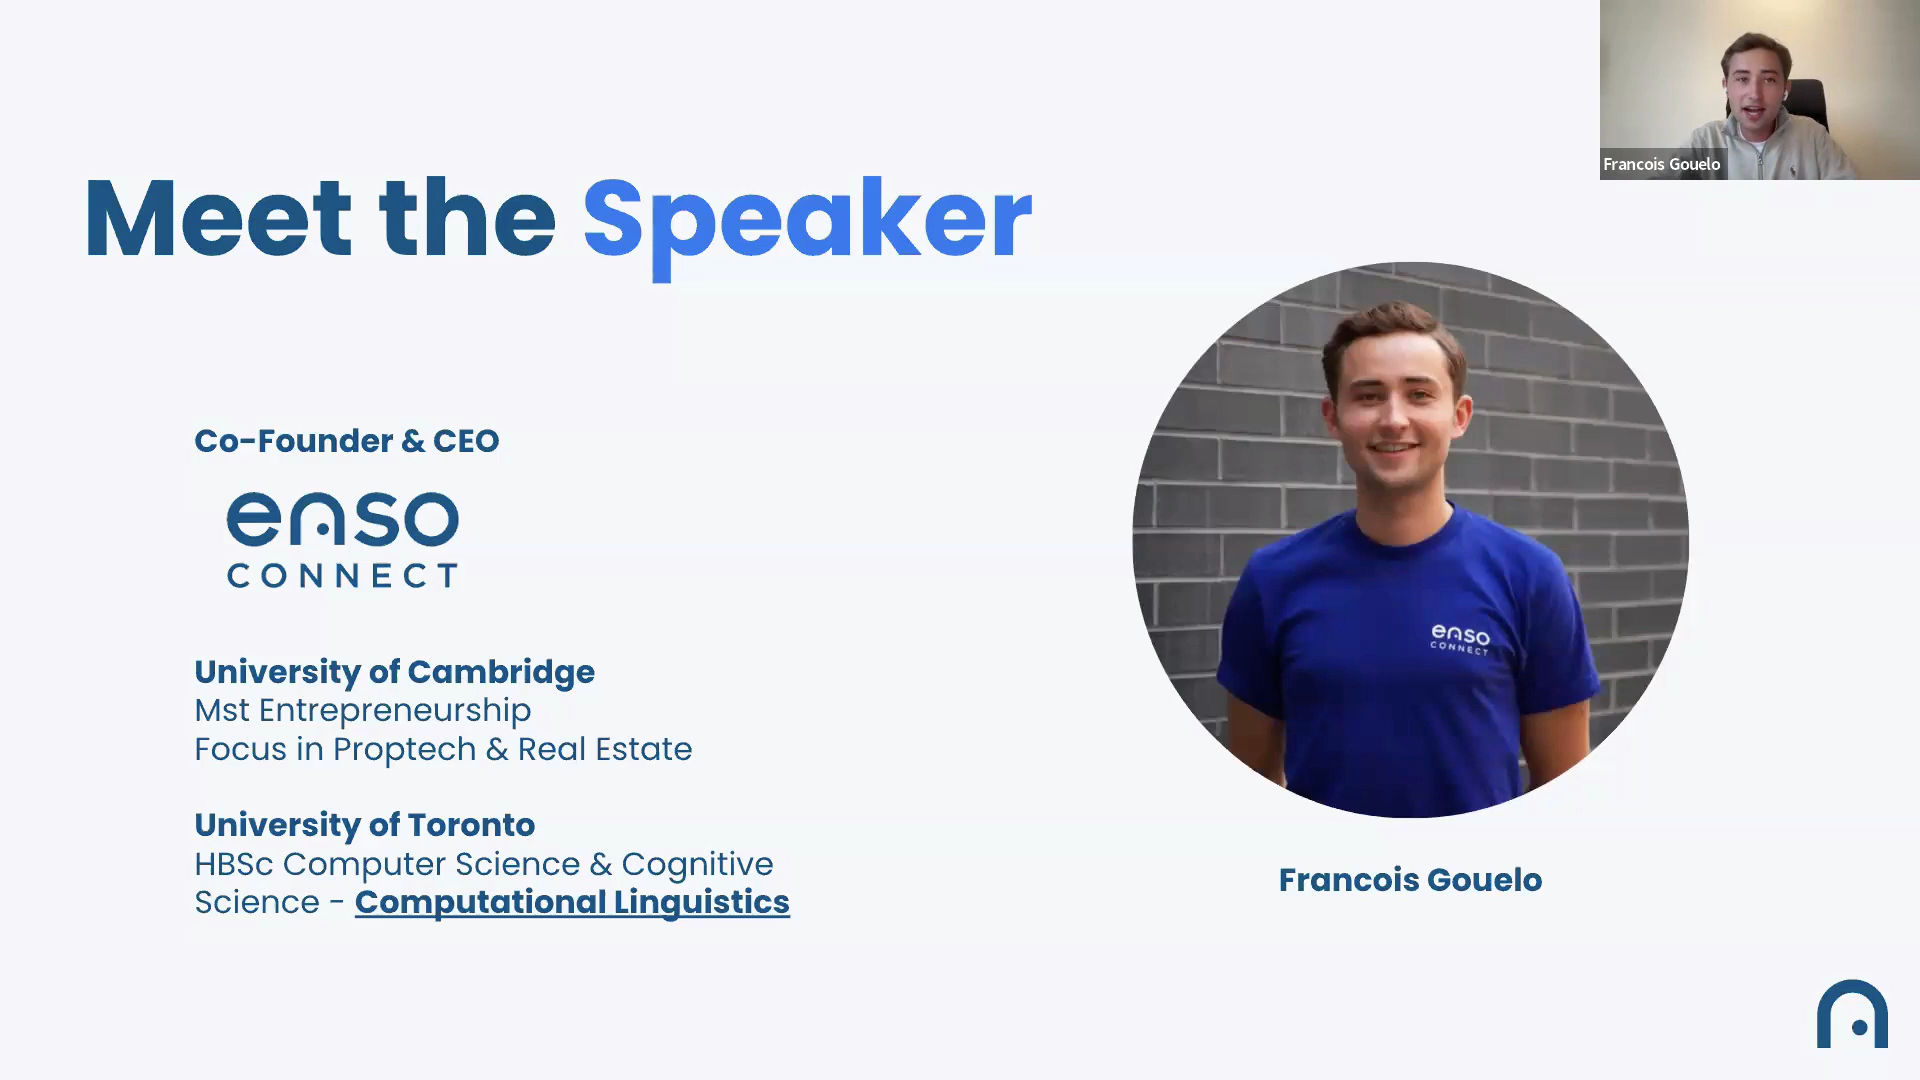 Francois Gouelo
Meet the Speaker
Co-Founder & CEO
enso
CONNECT
University of Cambridge
Mst Entrepreneurship
Focus in Proptech & Real Estate
University of Toronto
HBSc Computer Science & Cognitive
Science - Computational Linguistics
enso
CONNECT
Francois Gouelo